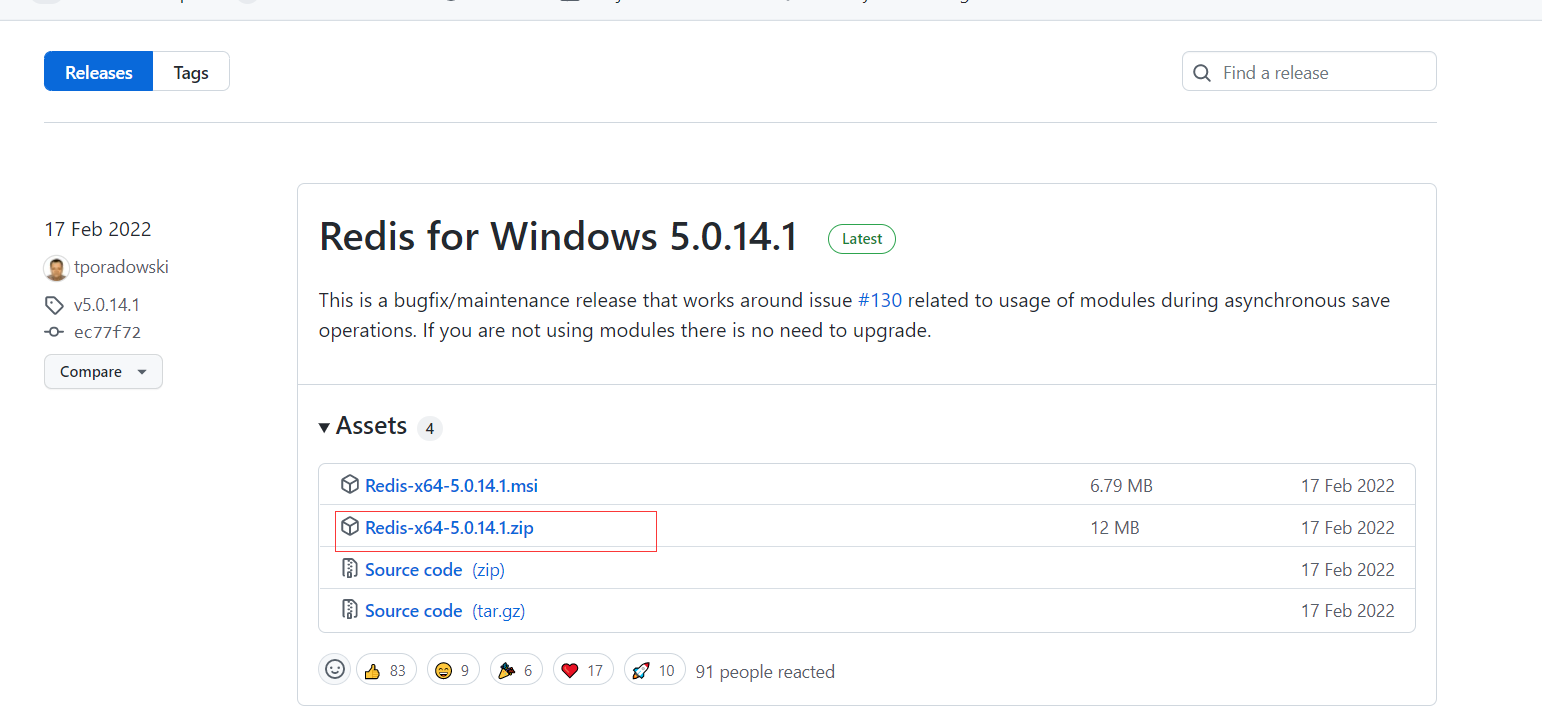 Releases
Tags
Find a release
17 Feb 2022
tporadowski
v5.0.14.1
ec77f72
Compare
Redis for Windows 5.0.14.1
Latest
This is a bugfix/maintenance release that works around issue #130 related to usage of modules during asynchronous save
operations. If you are not using modules there is no need to upgrade.
Assets 4
Redis-x64-5.0.14.1.msi 6.79 MB 17 Feb 2022
Redis-x64-5.0.14.1.zip 12 MB 17 Feb 2022
Source code (zip) 17 Feb 2022
Source code (tar.gz) 17 Feb 2022
83 9 6 17 10 91 people reacted